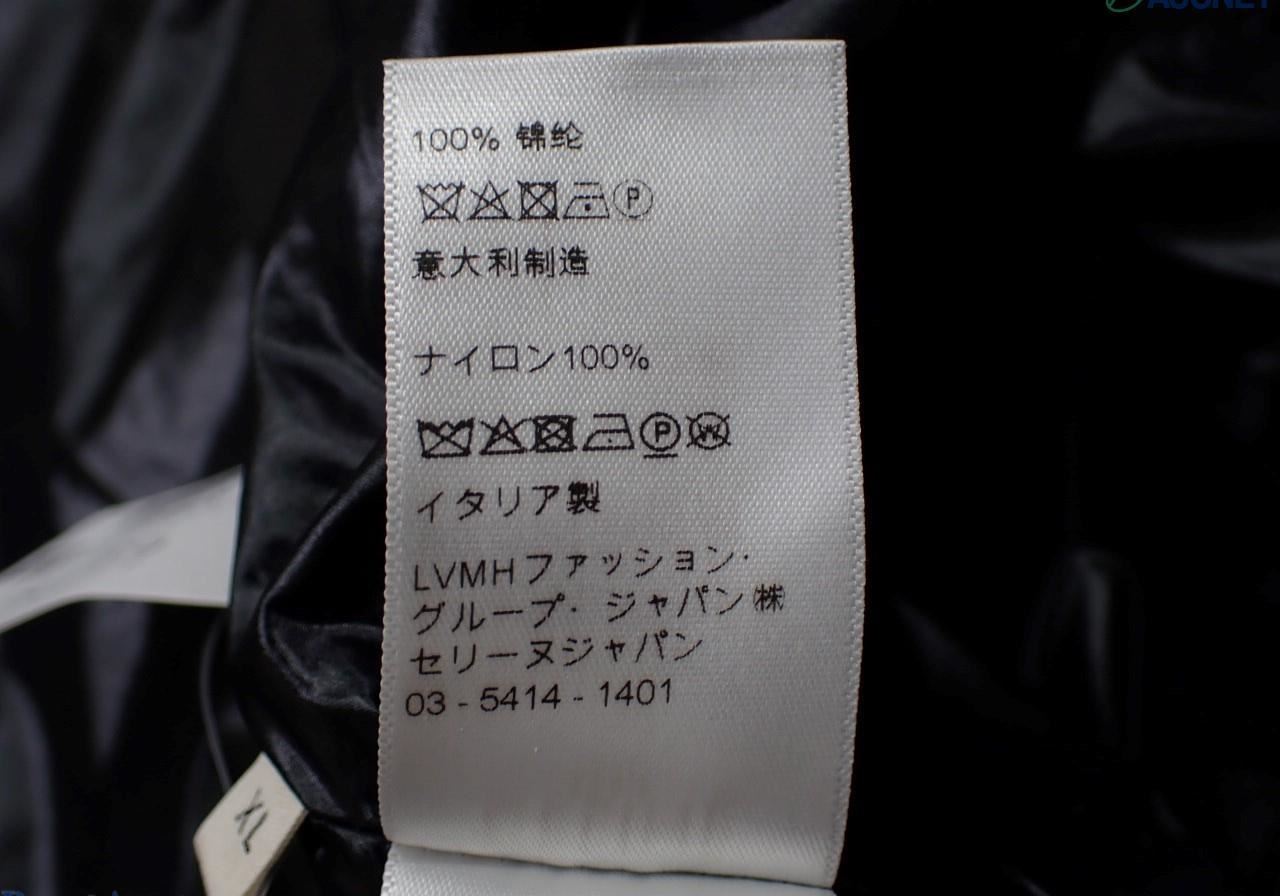 100% 锦纶
P
意大利制造
ナイロン100%
P W
イタリア製
LVMHファッション・
グループ・ジャパン㈱
セリーヌジャパン
03 - 5414 - 1401
XL